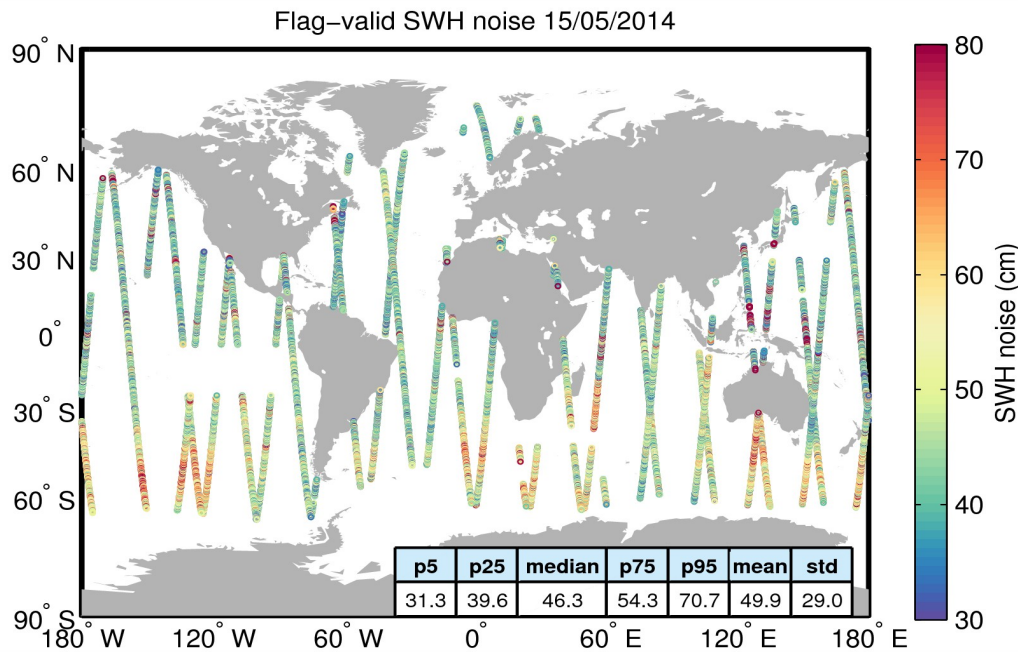 Flag−valid SWH noise 15/05/2014
90° N
60° N
30° N
0°
30° S
60° S
90° S
180° W
120° W
60° W
0°
60° E
120° E
180° E
80
70
60
50
40
30
SWH noise (cm)
p5 p25 median p75 p95 mean std
31.3 39.6 46.3 54.3 70.7 49.9 29.0